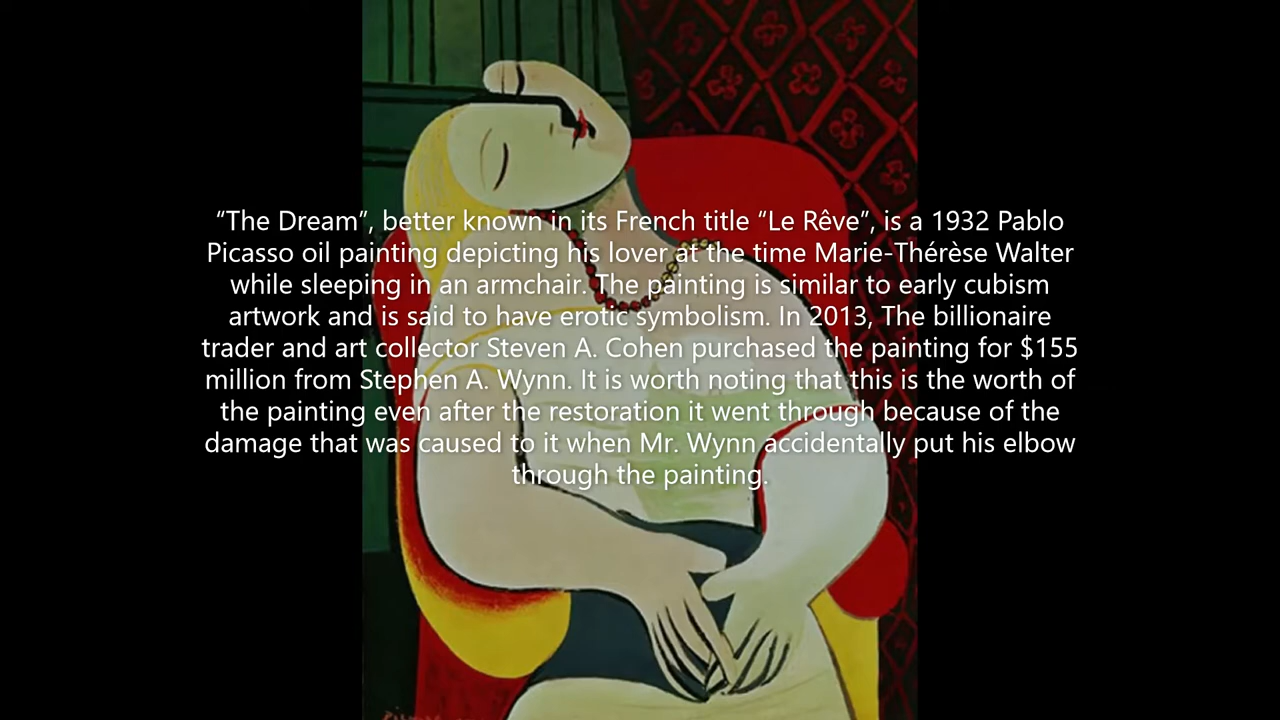 “The Dream”, better known in its French title “Le Rêve”, is a 1932 Pablo
Picasso oil painting depicting his lover at the time Marie-Thérèse Walter
while sleeping in an armchair. The painting is similar to early cubism
artwork and is said to have erotic symbolism. In 2013, The billionaire
trader and art collector Steven A. Cohen purchased the painting for $155
million from Stephen A. Wynn. It is worth noting that this is the worth of
the painting even after the restoration it went through because of the
damage that was caused to it when Mr. Wynn accidentally put his elbow
through the painting.